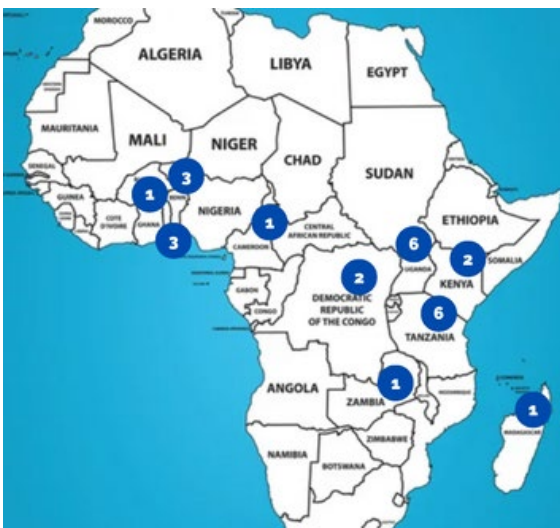 MOROCCO
TUNISIA
ALGERIA
LIBYA
EGYPT
MAURITANIA
MALI
NIGER
CHAD
SUDAN
SENEGAL
3
1
BENIN
GUINEA
COTE
D'IVOIRE
GHANA
NIGERIA
1
ETHIOPIA
3
CAMEROON
CENTRAL
AFRICAN REPUBLIC
6
UGANDA
2
SOMALIA
KENYA
GABON
CONGO
2
DEMOCRATIC
REPUBLIC
OF THE CONGO
6
TANZANIA
ANGOLA
1
ZAMBIA
MOZAMBIQUE
1
MADAGASCAR
ZIMBABWE
NAMIBIA
BOTSWANA